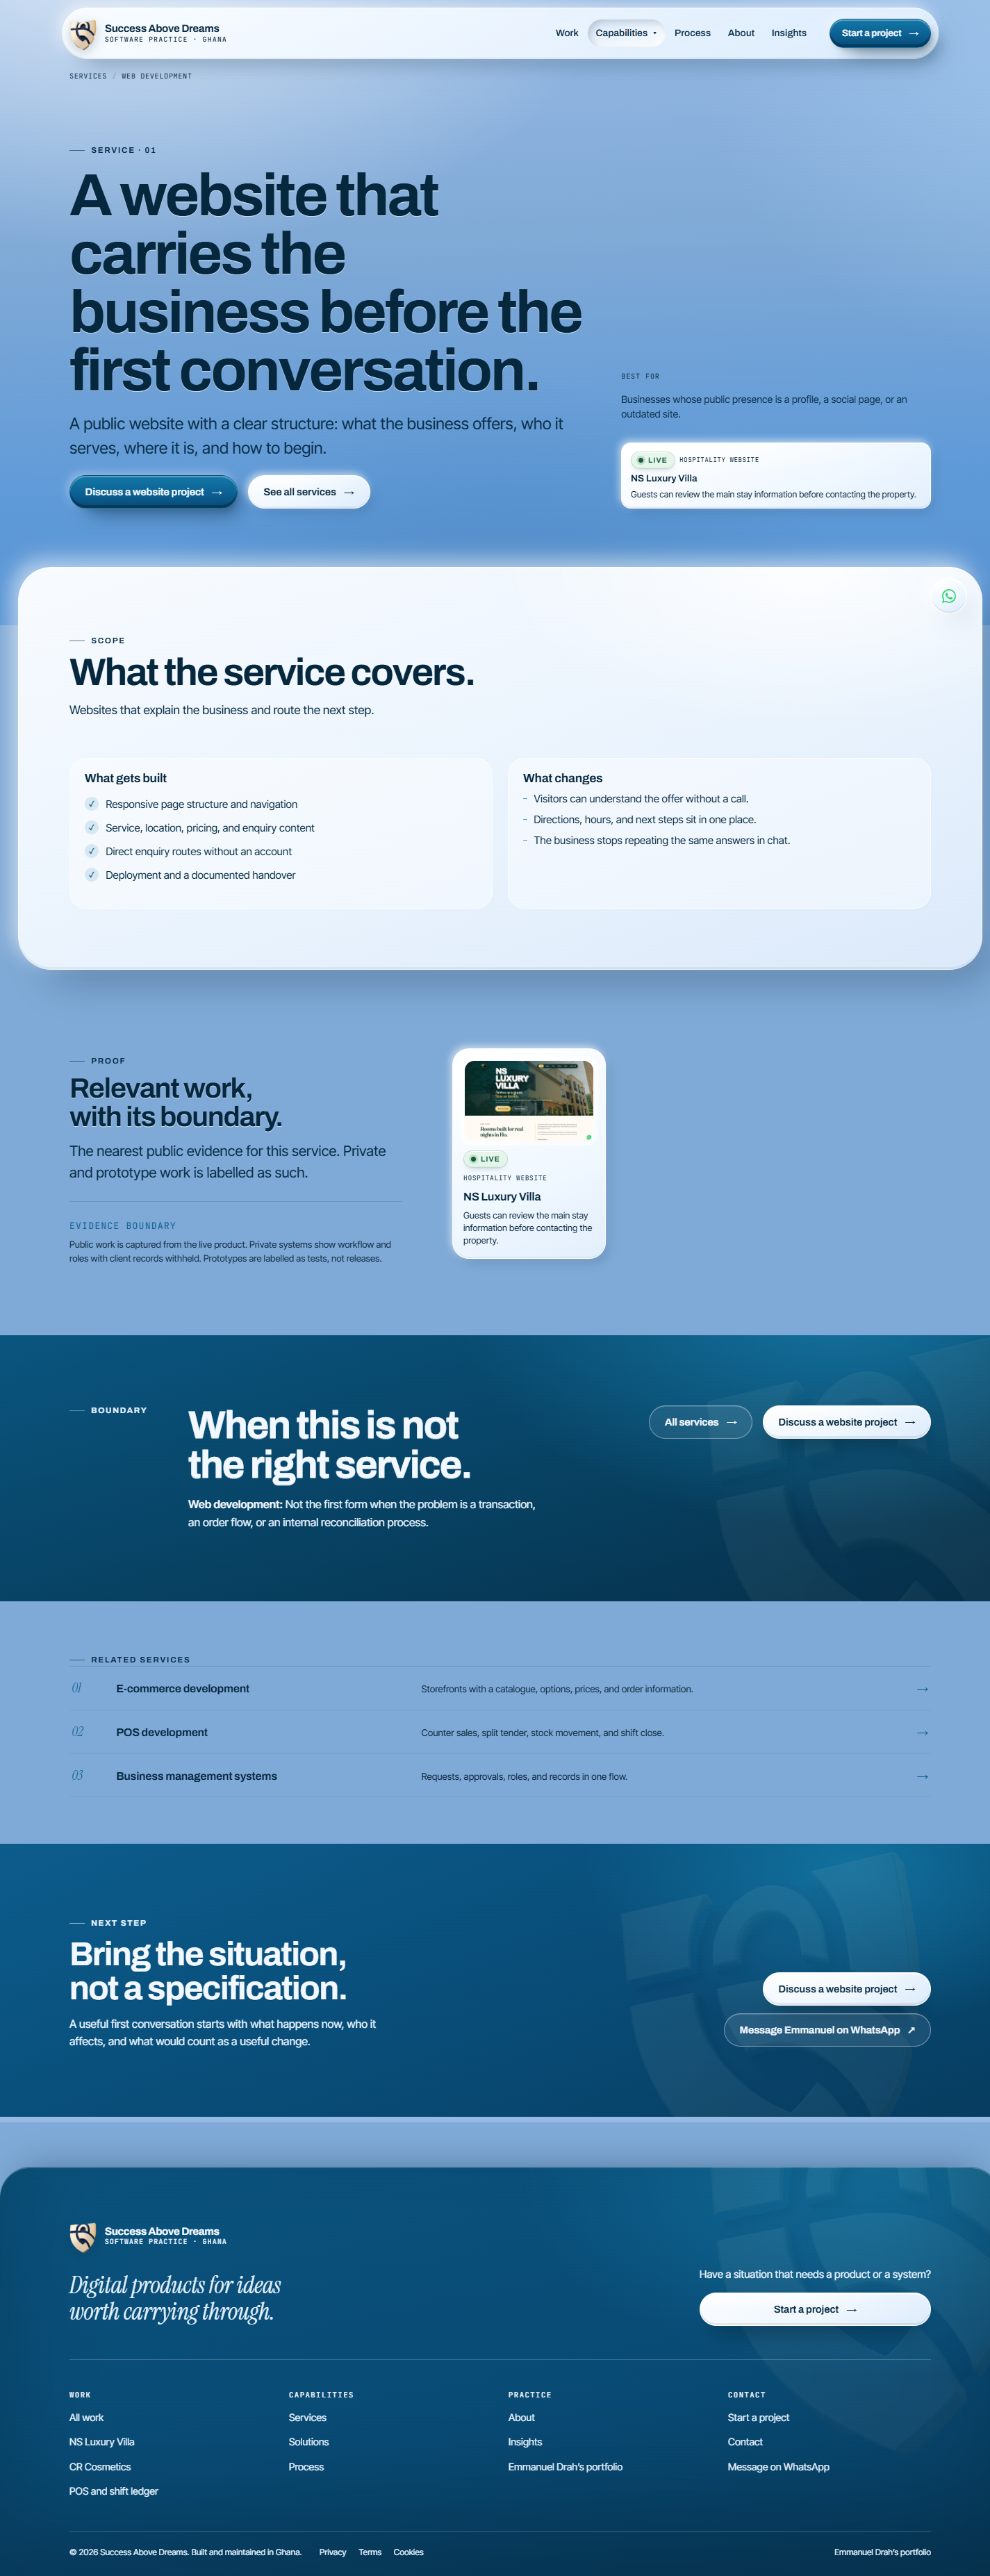 Success Above Dreams
SOFTWARE PRACTICE · GHANA
Work
Capabilities
Process
About
Insights
Start a project →
SERVICES / WEB DEVELOPMENT
SERVICE · 01
A website that
carries the
business before the
first conversation.
A public website with a clear structure: what the business offers, who it
serves, where it is, and how to begin.
Discuss a website project →
See all services →
BEST FOR
Businesses whose public presence is a profile, a social page, or an
outdated site.
LIVE
HOSPITALITY WEBSITE
NS Luxury Villa
Guests can review the main stay information before contacting the property.
SCOPE
What the service covers.
Websites that explain the business and route the next step.
What gets built
✓ Responsive page structure and navigation
✓ Service, location, pricing, and enquiry content
✓ Direct enquiry routes without an account
✓ Deployment and a documented handover
What changes
– Visitors can understand the offer without a call.
– Directions, hours, and next steps sit in one place.
– The business stops repeating the same answers in chat.
PROOF
Relevant work,
with its boundary.
The nearest public evidence for this service. Private
and prototype work is labelled as such.
EVIDENCE BOUNDARY
Public work is captured from the live product. Private systems show workflow and
roles with client records withheld. Prototypes are labelled as tests, not releases.
NS
LUXURY
VILLA
Rooms built for real
nights in Ho.
LIVE
HOSPITALITY WEBSITE
NS Luxury Villa
Guests can review the main stay
information before contacting the
property.
BOUNDARY
When this is not
the right service.
Web development: Not the first form when the problem is a transaction,
an order flow, or an internal reconciliation process.
All services →
Discuss a website project →
RELATED SERVICES
01 E-commerce development Storefronts with a catalogue, options, prices, and order information. →
02 POS development Counter sales, split tender, stock movement, and shift close. →
03 Business management systems Requests, approvals, roles, and records in one flow. →
NEXT STEP
Bring the situation,
not a specification.
A useful first conversation starts with what happens now, who it
affects, and what would count as a useful change.
Discuss a website project →
Message Emmanuel on WhatsApp ↗
Success Above Dreams
SOFTWARE PRACTICE · GHANA
Digital products for ideas
worth carrying through.
Have a situation that needs a product or a system?
Start a project →
WORK
All work
NS Luxury Villa
CR Cosmetics
POS and shift ledger
CAPABILITIES
Services
Solutions
Process
PRACTICE
About
Insights
Emmanuel Drah's portfolio
CONTACT
Start a project
Contact
Message on WhatsApp
© 2026 Success Above Dreams. Built and maintained in Ghana.
Privacy
Terms
Cookies
Emmanuel Drah's portfolio